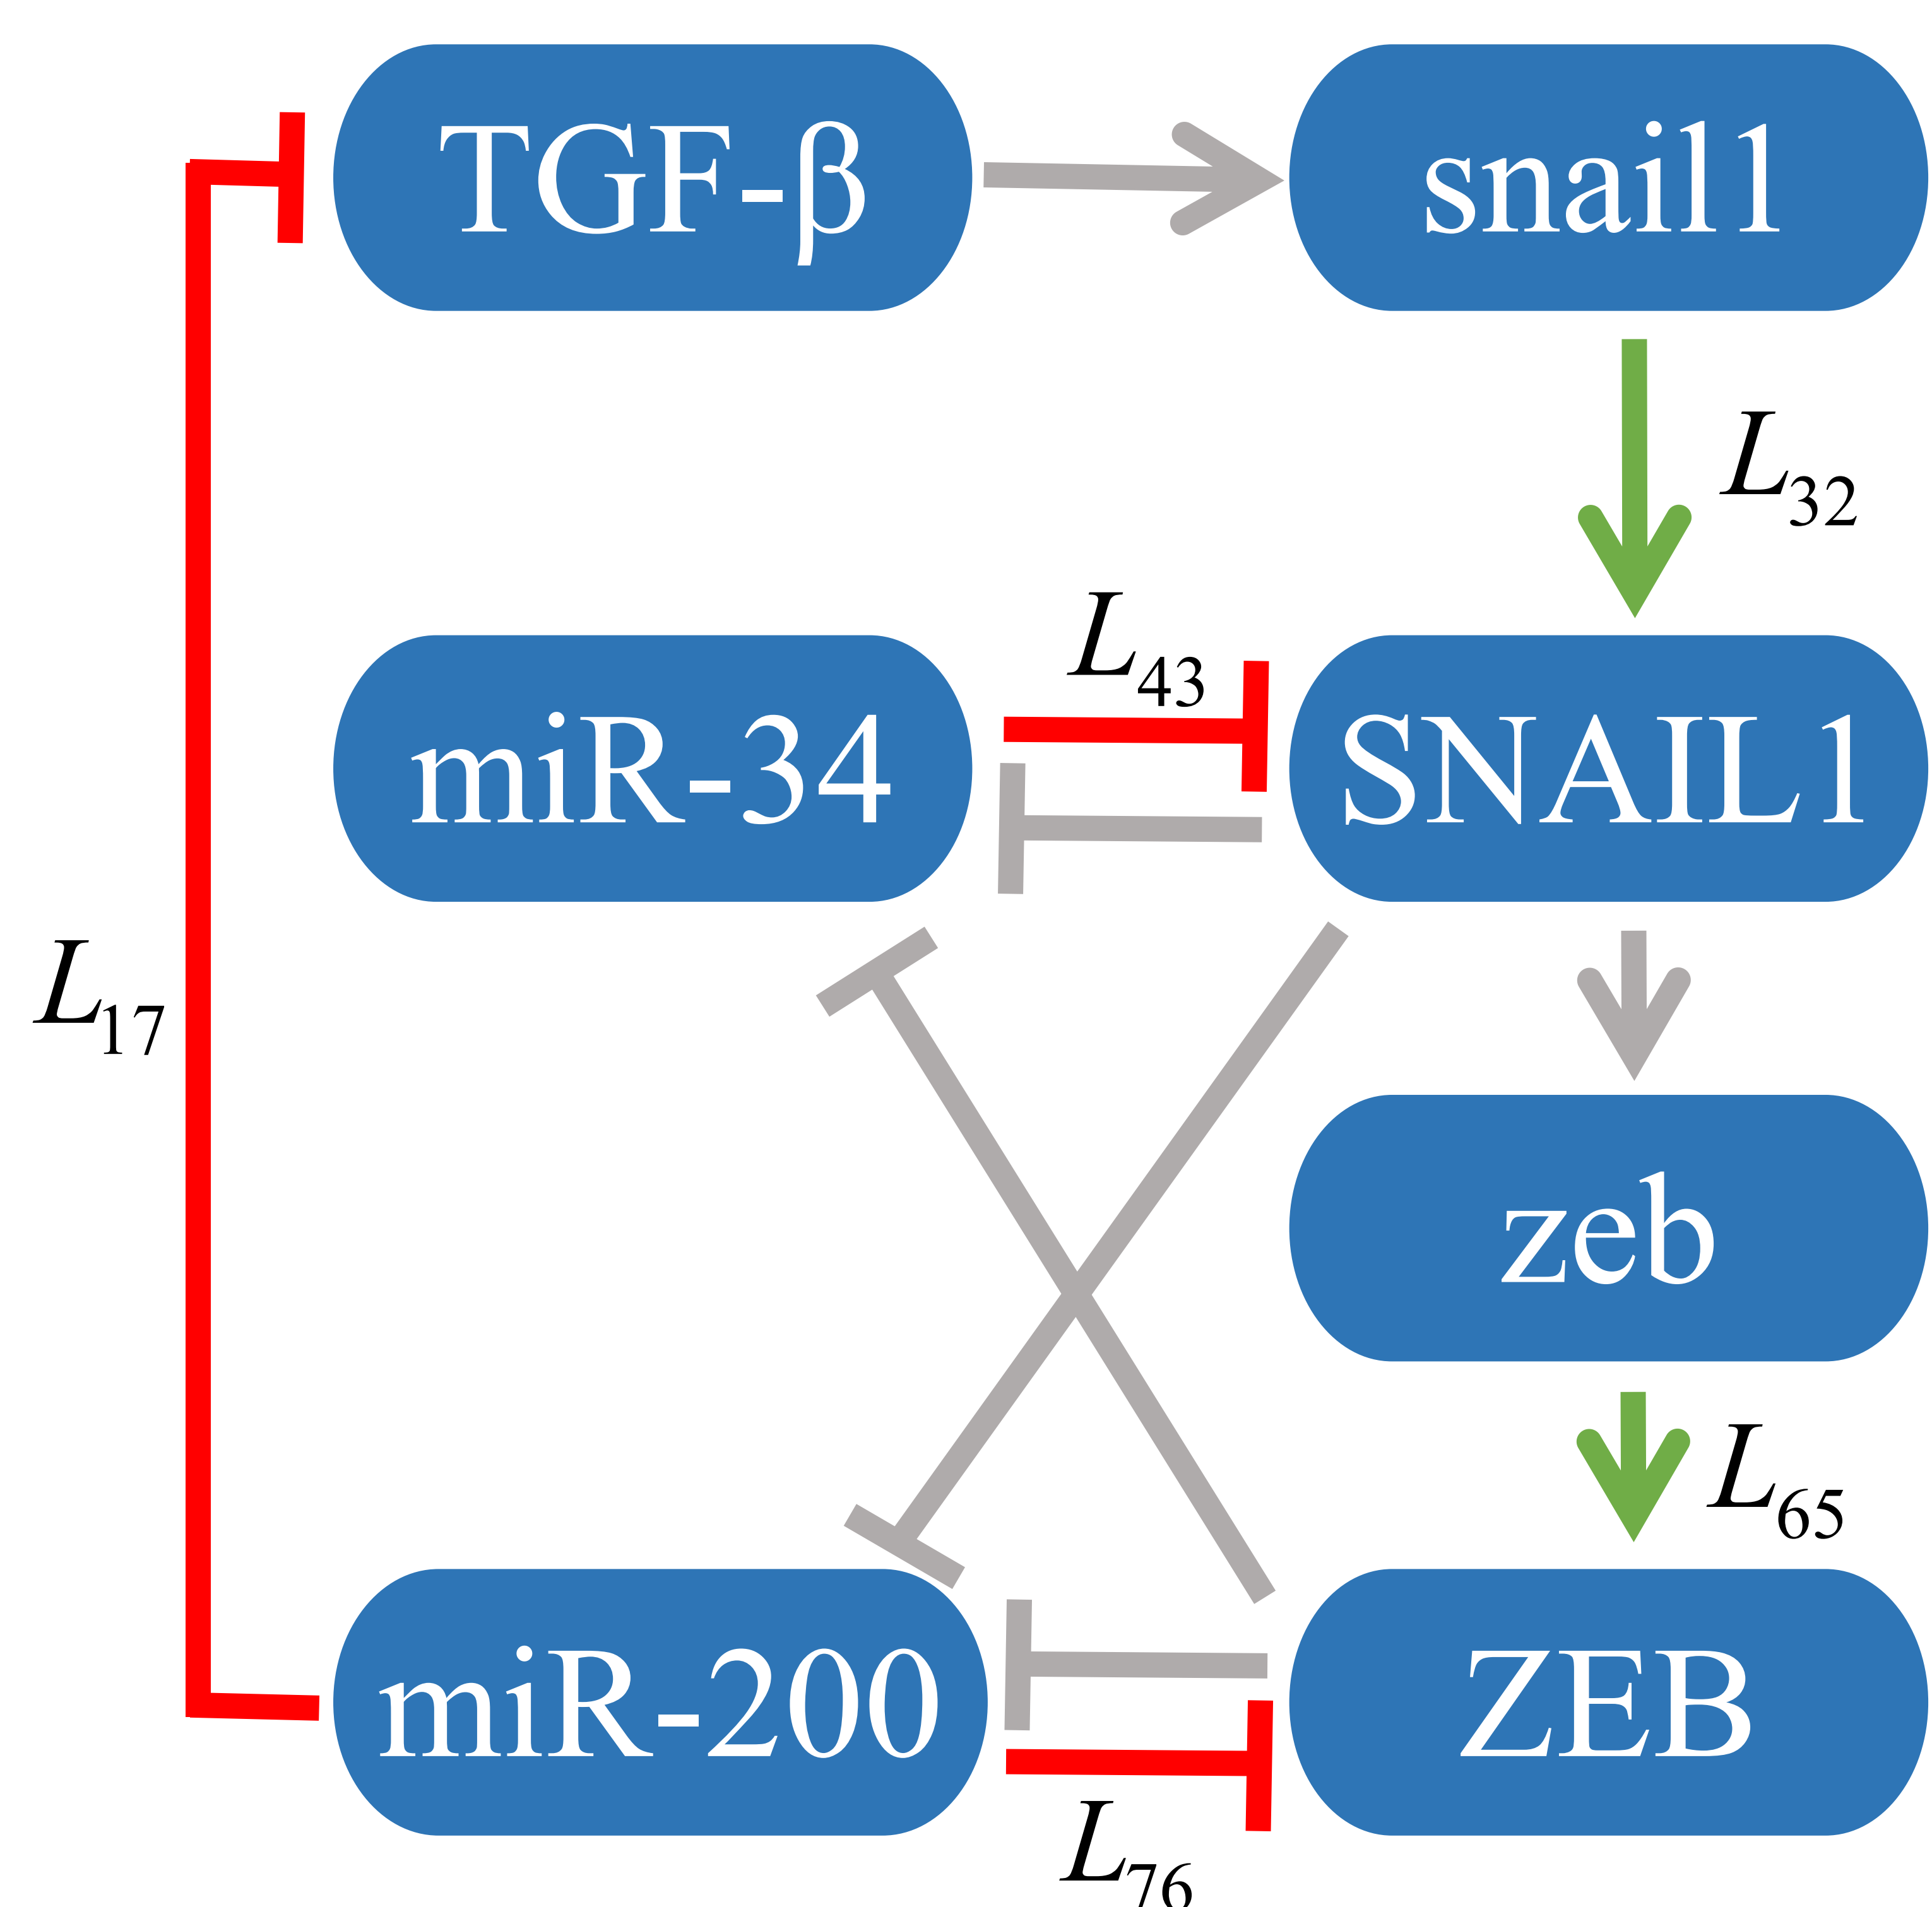 TGF-β
snail1
L32
L43
miR-34
SNAIL1
L17
zeb
L65
miR-200
ZEB
L76